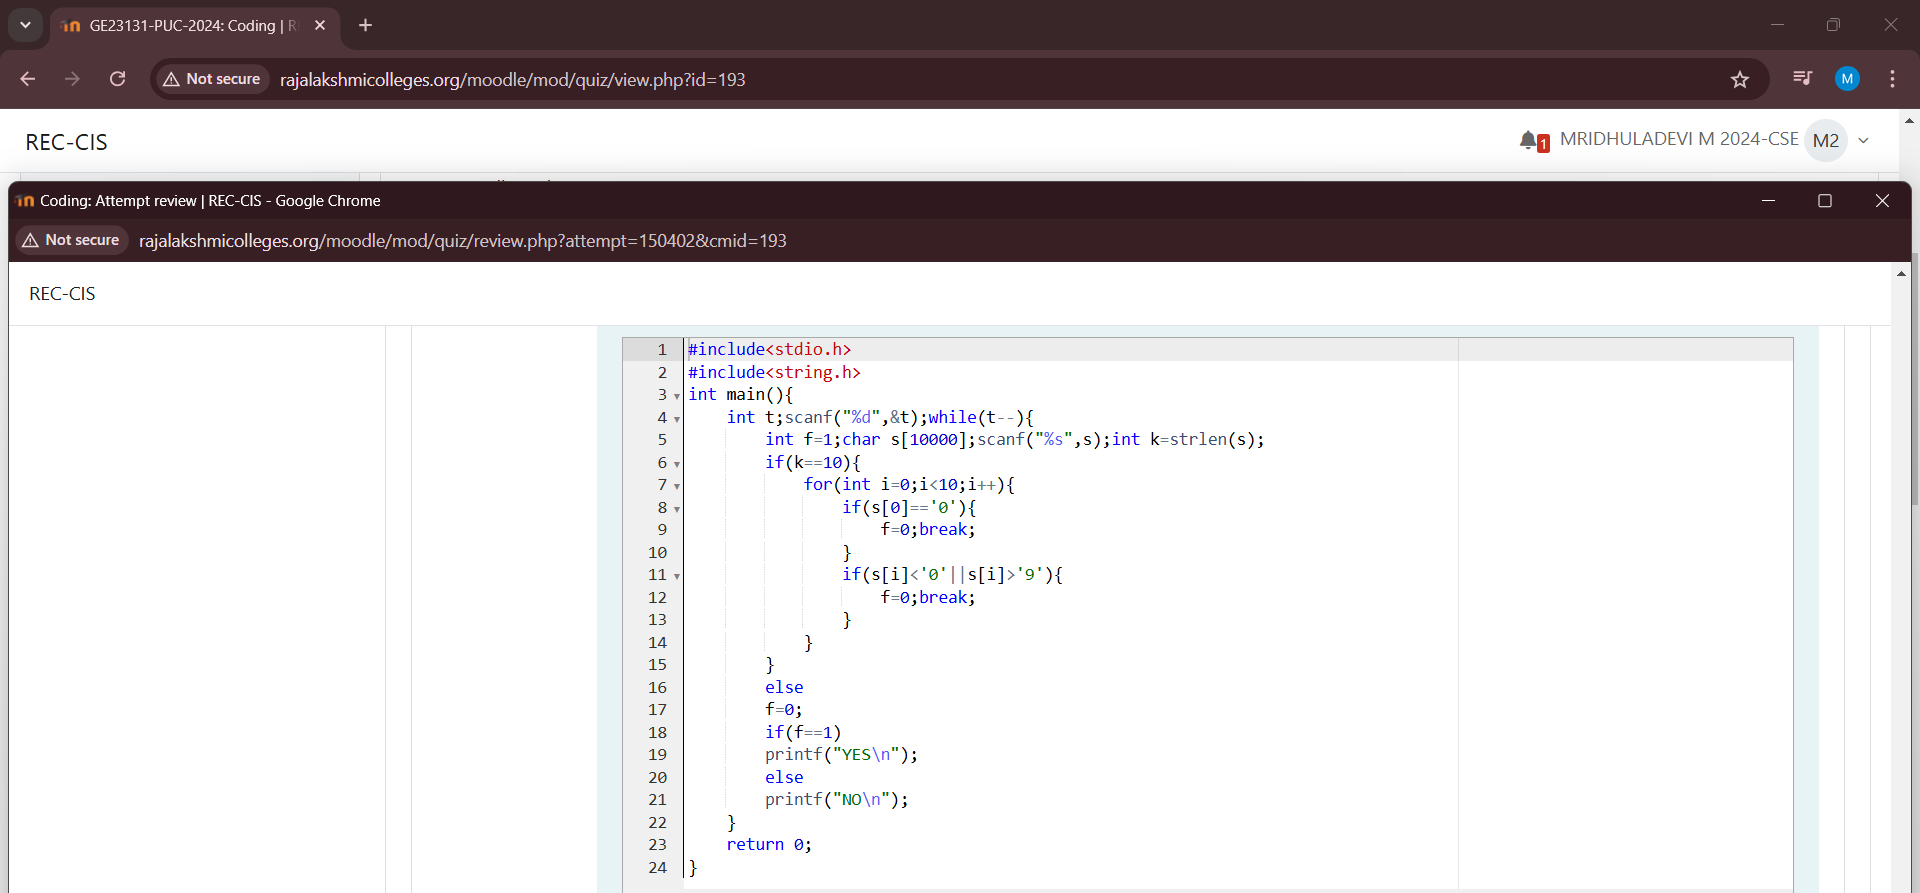 GE23131-PUC-2024: Coding | R
Not secure
rajalakshmicolleges.org/moodle/mod/quiz/view.php?id=193
M
REC-CIS
1
MRIDHULADEVI M 2024-CSE
M2
Coding: Attempt review | REC-CIS - Google Chrome
Not secure
rajalakshmicolleges.org/moodle/mod/quiz/review.php?attempt=150402&cmid=193
REC-CIS
1 #include<stdio.h>
2 #include<string.h>
3 int main(){
4     int t;scanf("%d",&t);while(t--){
5         int f=1;char s[10000];scanf("%s",s);int k=strlen(s);
6         if(k==10){
7             for(int i=0;i<10;i++){
8                 if(s[0]=='0'){
9                     f=0;break;
10                 }
11                 if(s[i]<'0'||s[i]>'9'){
12                     f=0;break;
13                 }
14             }
15         }
16         else
17         f=0;
18         if(f==1)
19         printf("YES\n");
20         else
21         printf("NO\n");
22     }
23     return 0;
24 }